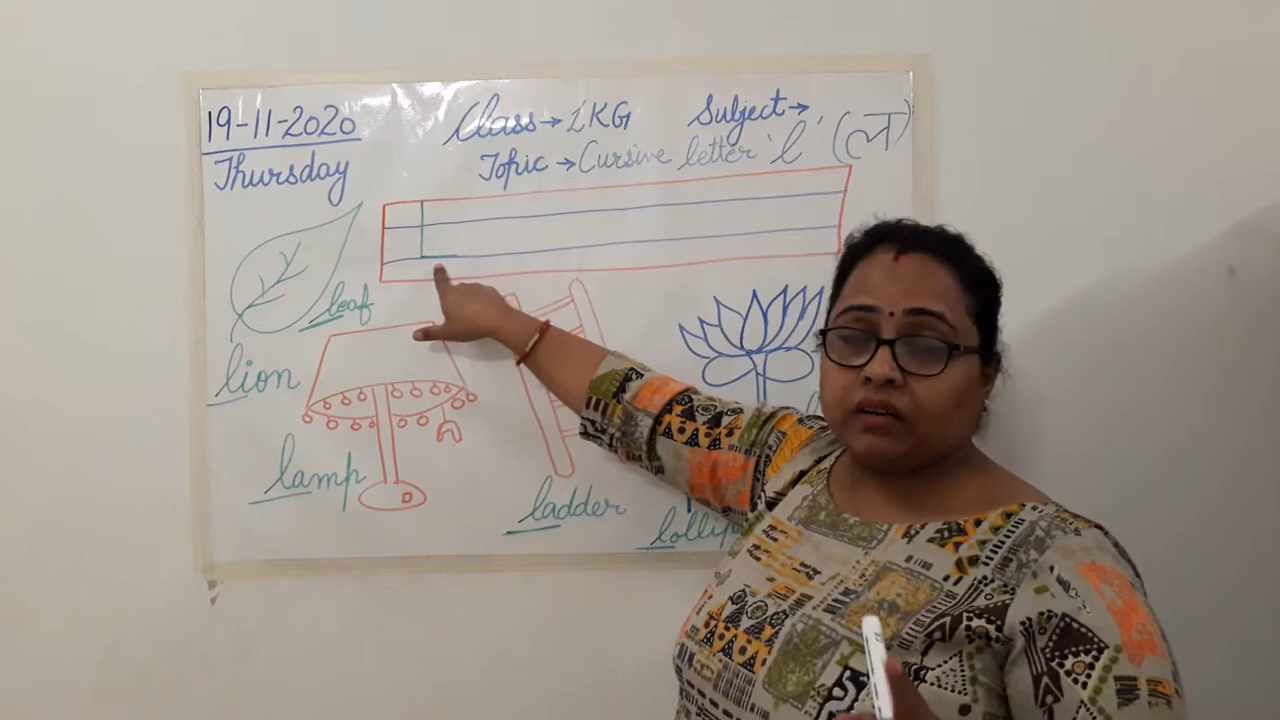 19-11-2020
Thursday
Class→ LKG
Subject→
Topic →Cursive letter 'l' (ल)
L
leaf
lion
lamp
ladder